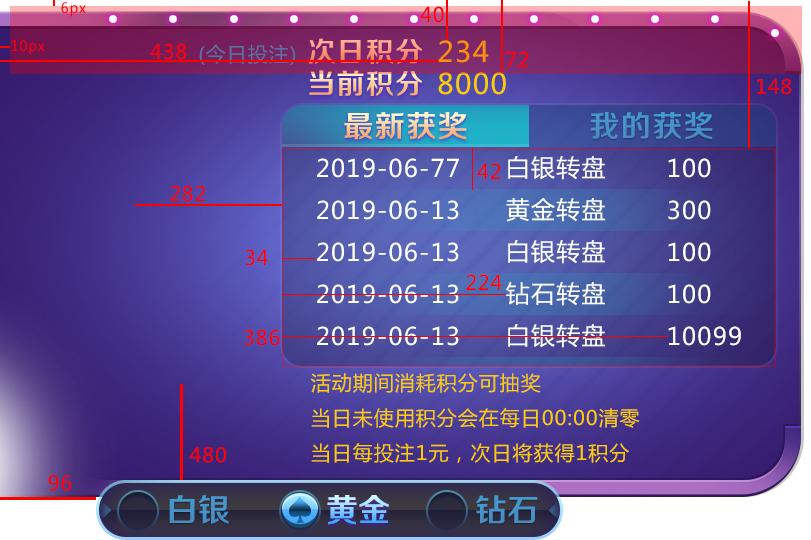 6px
40
10px
438 (今日投注) 次日积分 234
72
当前积分 8000
148
最新获奖 我的获奖
2019-06-77 42 白银转盘 100
282
2019-06-13 黄金转盘 300
34 2019-06-13 白银转盘 100
224
2019-06-13 钻石转盘 100
386 2019-06-13 白银转盘 10099
活动期间消耗积分可抽奖
当日未使用积分会在每日00:00清零
480 当日每投注1元，次日将获得1积分
96
白银 黄金 钻石